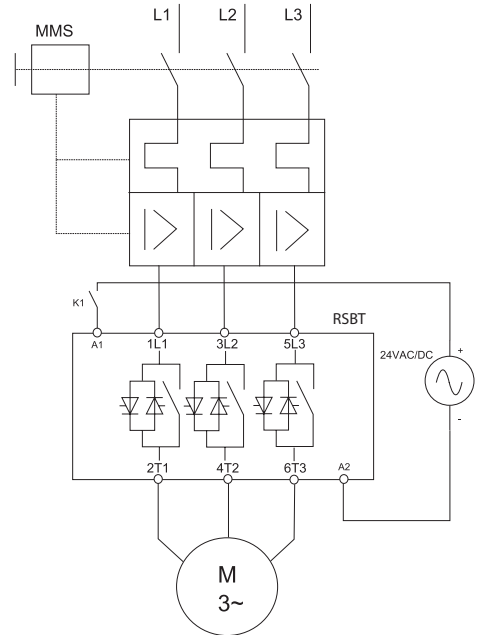 L1 L2 L3
MMS
K1
RSBT
A1 1L1 3L2 5L3
24VAC/DC
+
-
2T1 4T2 6T3 A2
M
3~